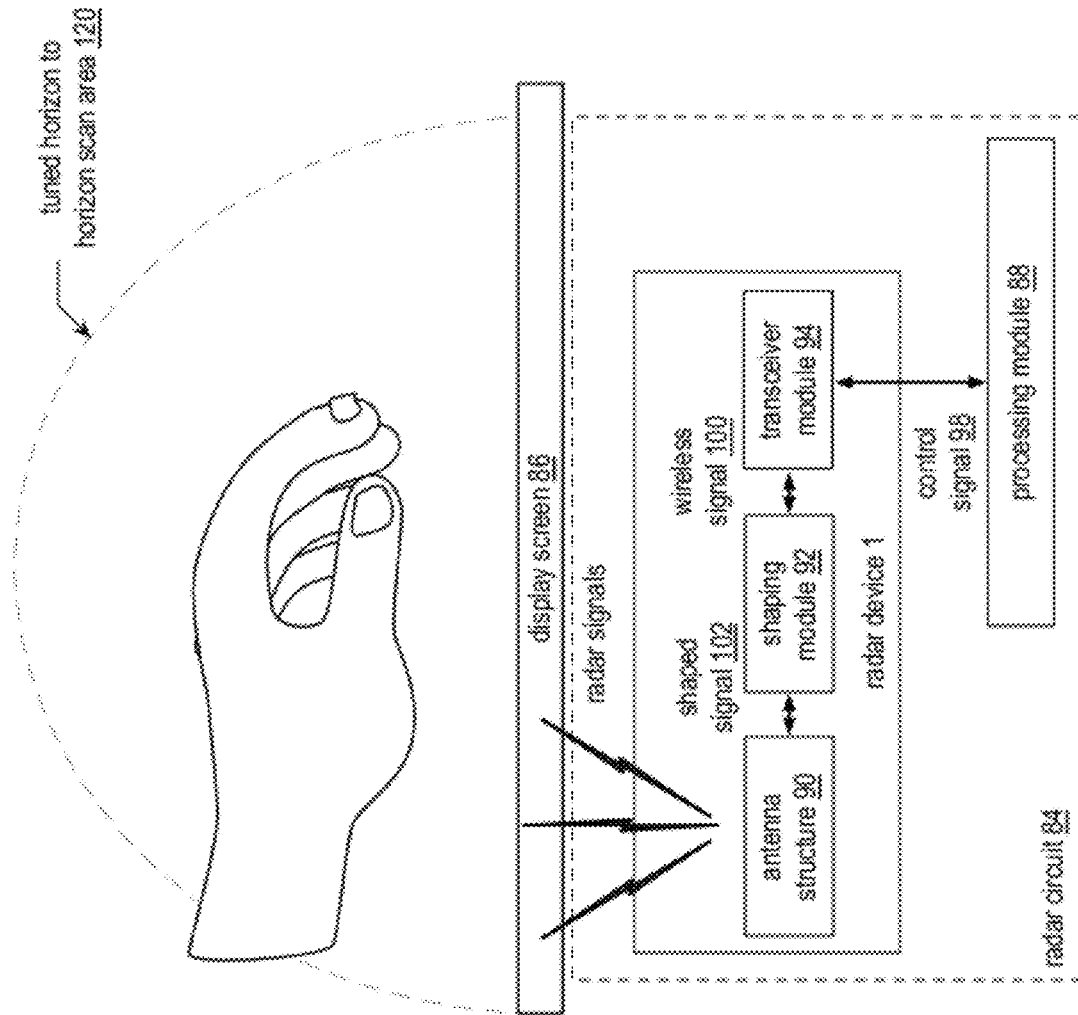 tuned horizon to
horizon scan area 120
display screen 86
radar signals
shaped
signal 102
wireless
signal 100
antenna
structure 90
shaping
module 92
transceiver
module 94
radar device 1
control
signal 98
processing module 88
radar circuit 84